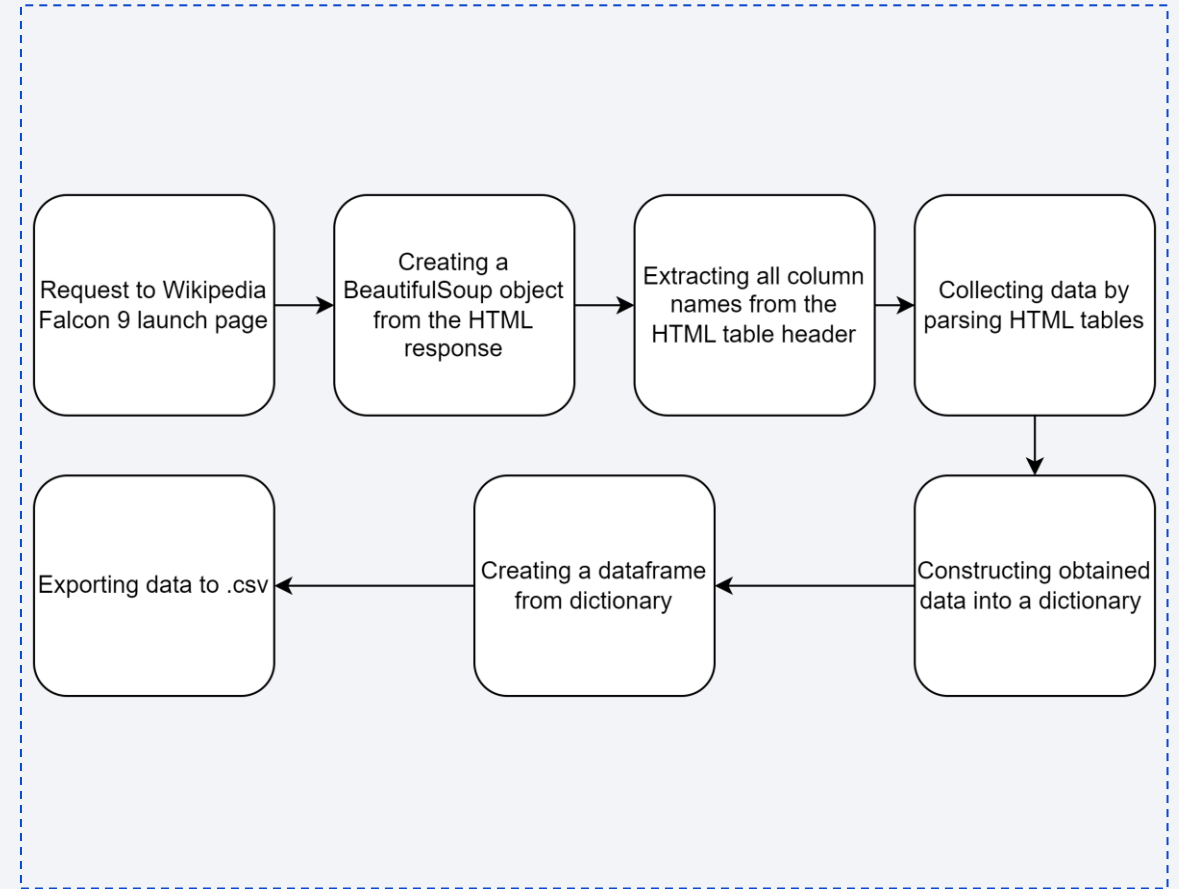 Request to Wikipedia
Falcon 9 launch page
Creating a
BeautifulSoup object
from the HTML
response
Extracting all column
names from the
HTML table header
Collecting data by
parsing HTML tables
Constructing obtained
data into a dictionary
Creating a dataframe
from dictionary
Exporting data to .csv